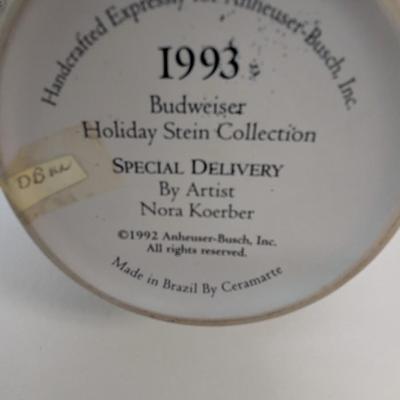 Handcrafted Expressly for Anheuser-Busch, Inc.
1993
Budweiser
Holiday Stein Collection
SPECIAL DELIVERY
By Artist
Nora Koerber
©1992 Anheuser-Busch, Inc.
All rights reserved.
Made in Brazil By Ceramarte